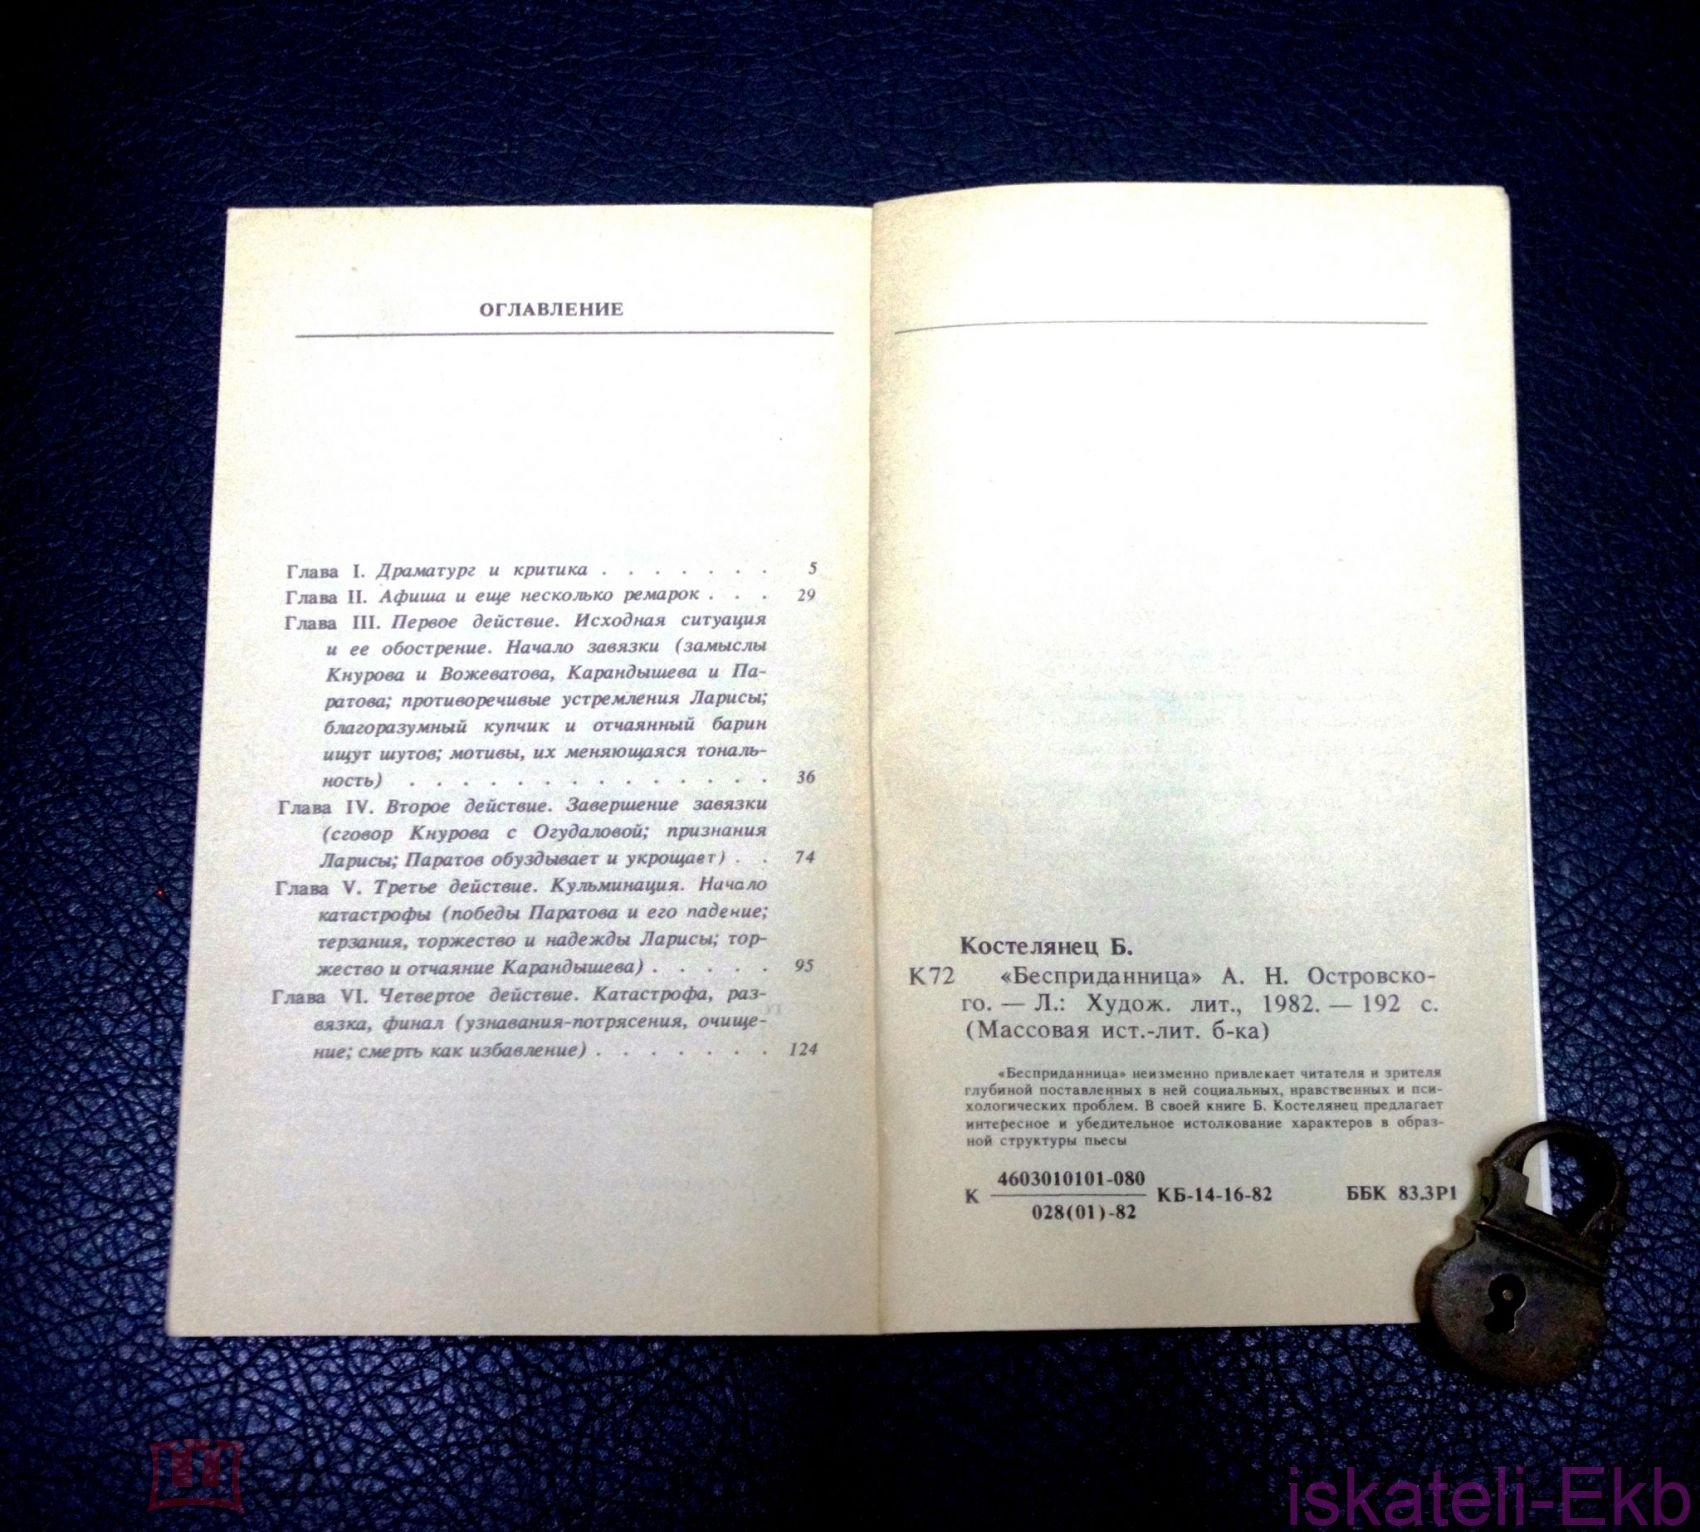 ОГЛАВЛЕНИЕ
Глава I. Драматург и критика . . . . . . . 5
Глава II. Афиша и еще несколько ремарок . . . 29
Глава III. Первое действие. Исходная ситуация
и ее обострение. Начало завязки (замыслы
Кнурова и Вожеватова, Карандышева и Па-
ратова; противоречивые устремления Ларисы;
благоразумный купчик и отчаянный барин
ищут шутов; мотивы, их меняющаяся тональ-
ность) . . . . . . . . . . . . . . 36
Глава IV. Второе действие. Завершение завязки
(сговор Кнурова с Огудаловой; признания
Ларисы; Паратов обуздывает и укрощает) . . 74
Глава V. Третье действие. Кульминация. Начало
катастрофы (победы Паратова и его падение;
терзания, торжество и надежды Ларисы; тор-
жество и отчаяние Карандышева) . . . . . 95
Глава VI. Четвертое действие. Катастрофа, раз-
вязка, финал (узнавания-потрясения, очище-
ние; смерть как избавление) . . . . . . . 124
Костелянец Б.
К72 «Бесприданница» А. Н. Островско-
го. — Л.: Худож. лит., 1982. — 192 с.
(Массовая ист.-лит. б-ка)
«Бесприданница» неизменно привлекает читателя и зрителя
глубиной поставленных в ней социальных, нравственных и пси-
хологических проблем. В своей книге Б. Костелянец предлагает
интересное и убедительное истолкование характеров в образ-
ной структуры пьесы
К 4603010101-080 КБ-14-16-82 ББК 83.3Р1
028(01)-82
iskateli-Ekb